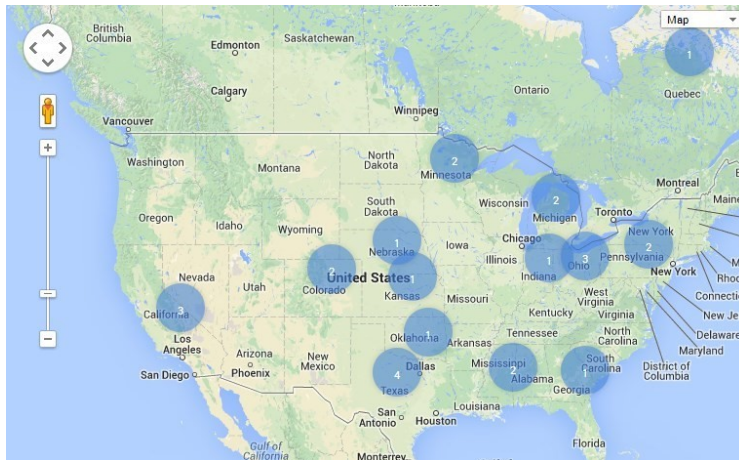 Manitoba
Map
British
Columbia
Edmonton
Saskatchewan
1
Calgary
Ontario
Quebec
Vancouver
Winnipeg
Washington
Montana
North
Dakota
2
Minnesota
Montreal
Maine
Oregon
Idaho
South
Dakota
Wisconsin
2
Michigan
Toronto
Wyoming
1
Nebraska
Iowa
Chicago
New York
2
Pennsylvania
Illinois
1
Indiana
3
Ohio
New York
Nevada
Utah
Colorado
United States
1
Kansas
Missouri
West
Virginia
Kentucky
Virginia
Rhod
Connectic
New Je
Delaware
Maryland
District of
Columbia
3
California
Los
Angeles
San Diego
Arizona
Phoenix
New
Mexico
1
Oklahoma
Arkansas
Tennessee
North
Carolina
4
Texas
Dallas
Mississippi
2
Alabama
South
Carolina
1
Georgia
San
Antonio
Houston
Louisiana
Gulf of
California
Monterrey
Florida